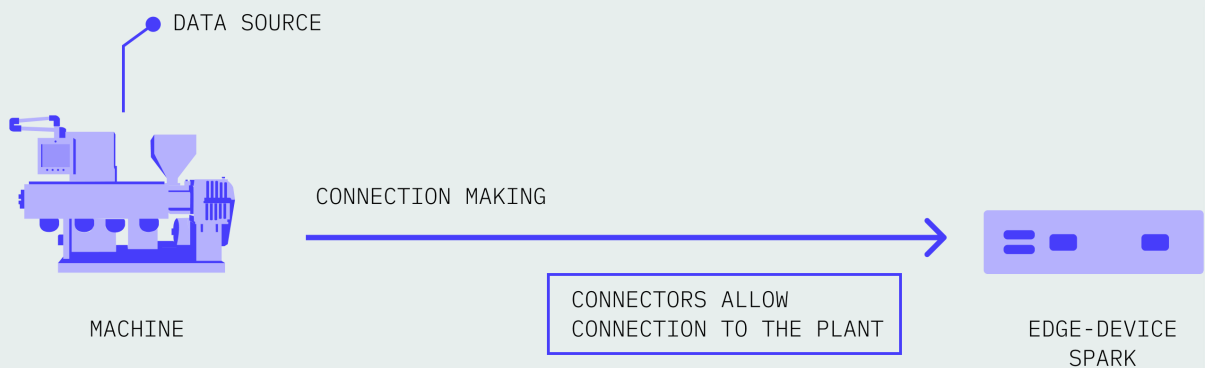 DATA SOURCE
CONNECTION MAKING
CONNECTORS ALLOW
CONNECTION TO THE PLANT
MACHINE
EDGE-DEVICE
SPARK